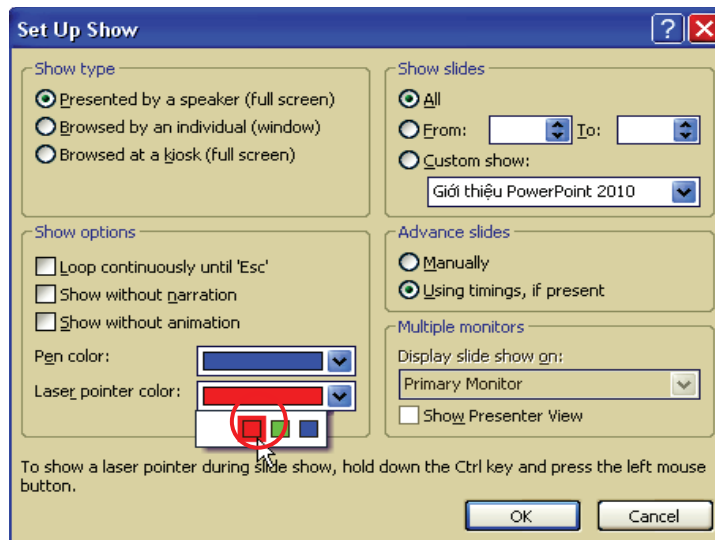 Set Up Show
Show type
Presented by a speaker (full screen)
Browsed by an individual (window)
Browsed at a kiosk (full screen)
Show slides
All
From: To:
Custom show:
Giới thiệu PowerPoint 2010
Show options
Loop continuously until 'Esc'
Show without narration
Show without animation
Pen color:
Laser pointer color:
Advance slides
Manually
Using timings, if present
Multiple monitors
Display slide show on:
Primary Monitor
Show Presenter View
To show a laser pointer during slide show, hold down the Ctrl key and press the left mouse
button.
OK Cancel